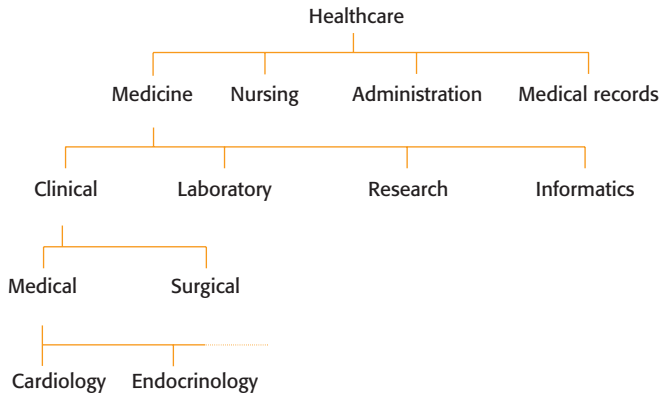 Healthcare
Medicine Nursing Administration Medical records
Clinical Laboratory Research Informatics
Medical Surgical
Cardiology Endocrinology